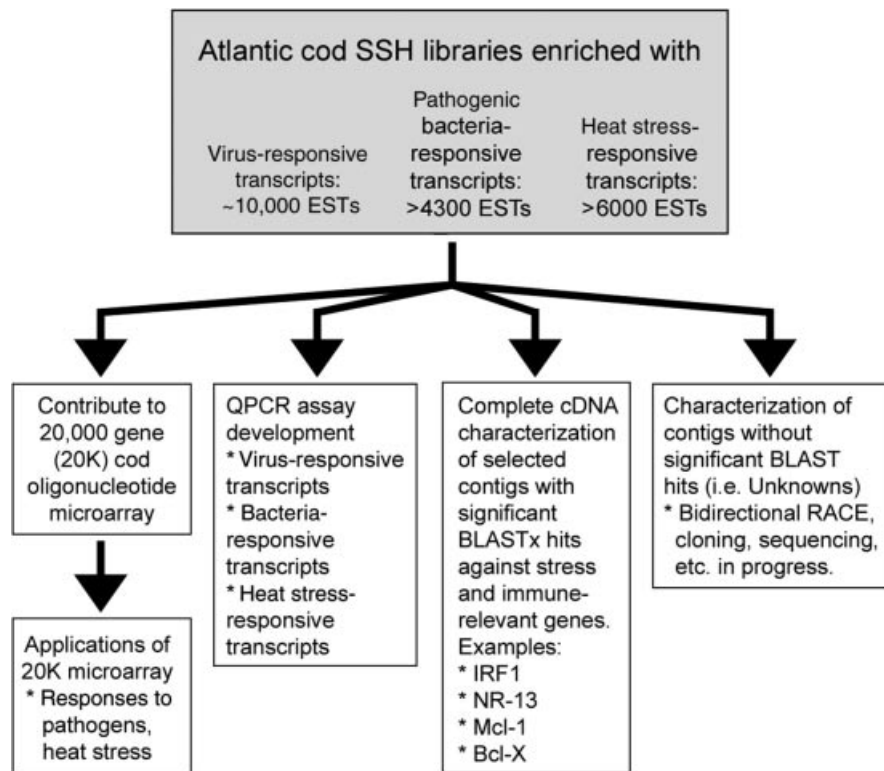 Atlantic cod SSH libraries enriched with
Virus-responsive
transcripts:
~10,000 ESTs
Pathogenic
bacteria-
responsive
transcripts:
>4300 ESTs
Heat stress-
responsive
transcripts:
>6000 ESTs
Contribute to
20,000 gene
(20K) cod
oligonucleotide
microarray
Applications of
20K microarray
* Responses to
pathogens,
heat stress
QPCR assay
development
* Virus-responsive
transcripts
* Bacteria-
responsive
transcripts
* Heat stress-
responsive
transcripts
Complete cDNA
characterization
of selected
contigs with
significant
BLASTx hits
against stress
and immune-
relevant genes.
Examples:
* IRF1
* NR-13
* Mcl-1
* Bcl-X
Characterization of
contigs without
significant BLAST
hits (i.e. Unknowns)
* Bidirectional RACE,
cloning, sequencing,
etc. in progress.